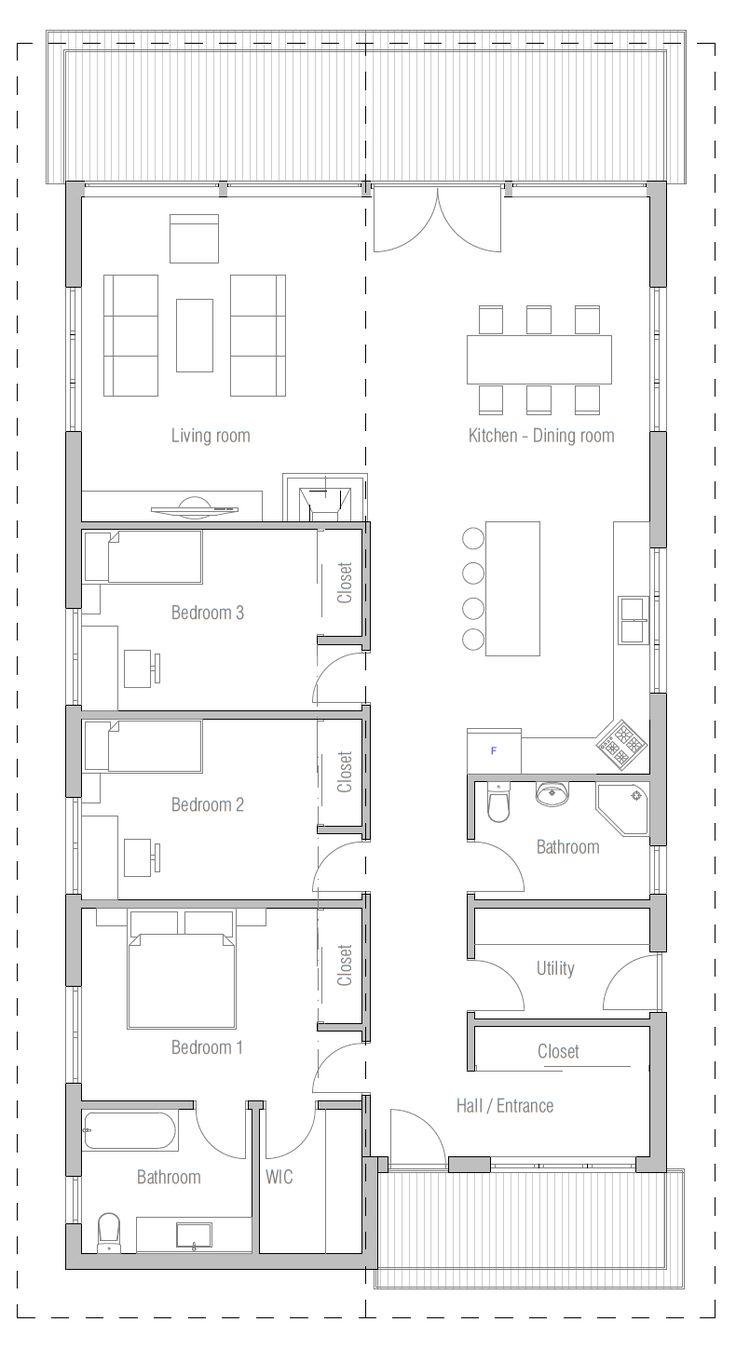 Living room
Kitchen - Dining room
Closet
Bedroom 3
F
Closet
Bedroom 2
Bathroom
Closet
Utility
Bedroom 1
Closet
Hall / Entrance
Bathroom
WIC